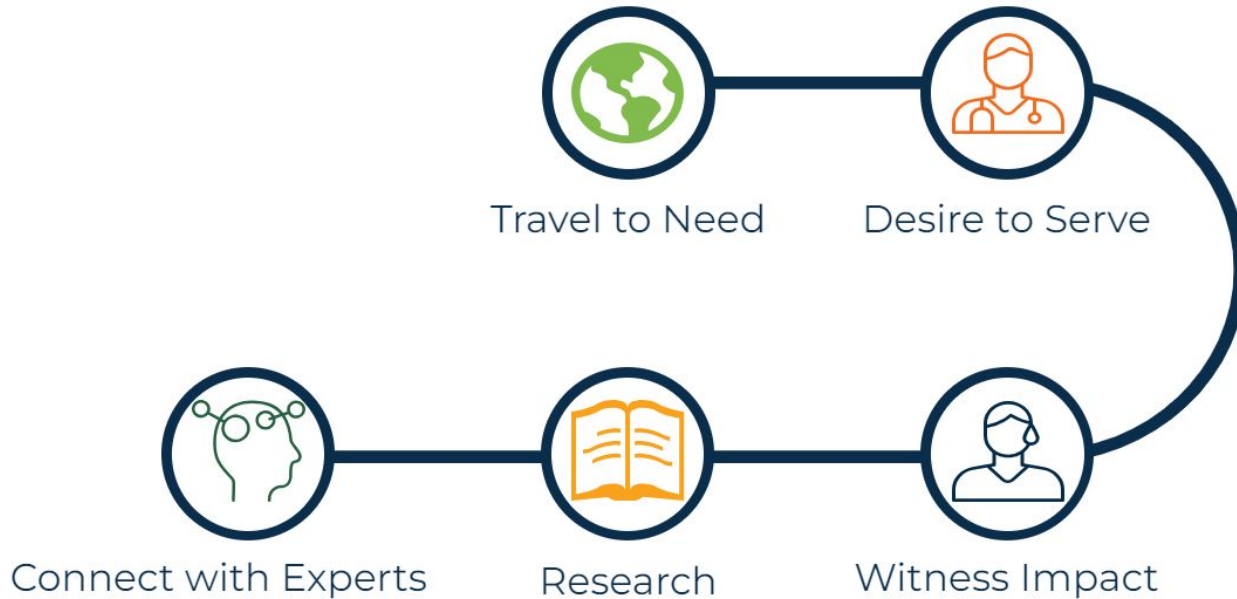 Travel to Need
Desire to Serve
Connect with Experts
Research
Witness Impact